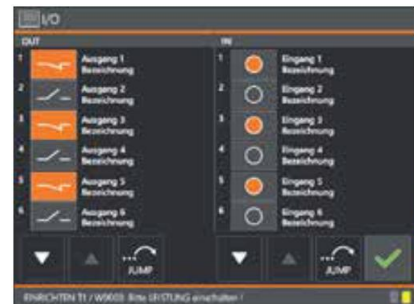 I/O
OUT
IN
1
Ausgang 1
Bezeichnung
2
Ausgang 2
Bezeichnung
3
Ausgang 3
Bezeichnung
4
Ausgang 4
Bezeichnung
5
Ausgang 5
Bezeichnung
6
Ausgang 6
Bezeichnung
1
Eingang 1
Bezeichnung
2
Eingang 2
Bezeichnung
3
Eingang 3
Bezeichnung
4
Eingang 4
Bezeichnung
5
Eingang 5
Bezeichnung
6
Eingang 6
Bezeichnung
JUMP
JUMP
EINRICHTEN T1 / W9003: Bitte LEISTUNG einschalten !